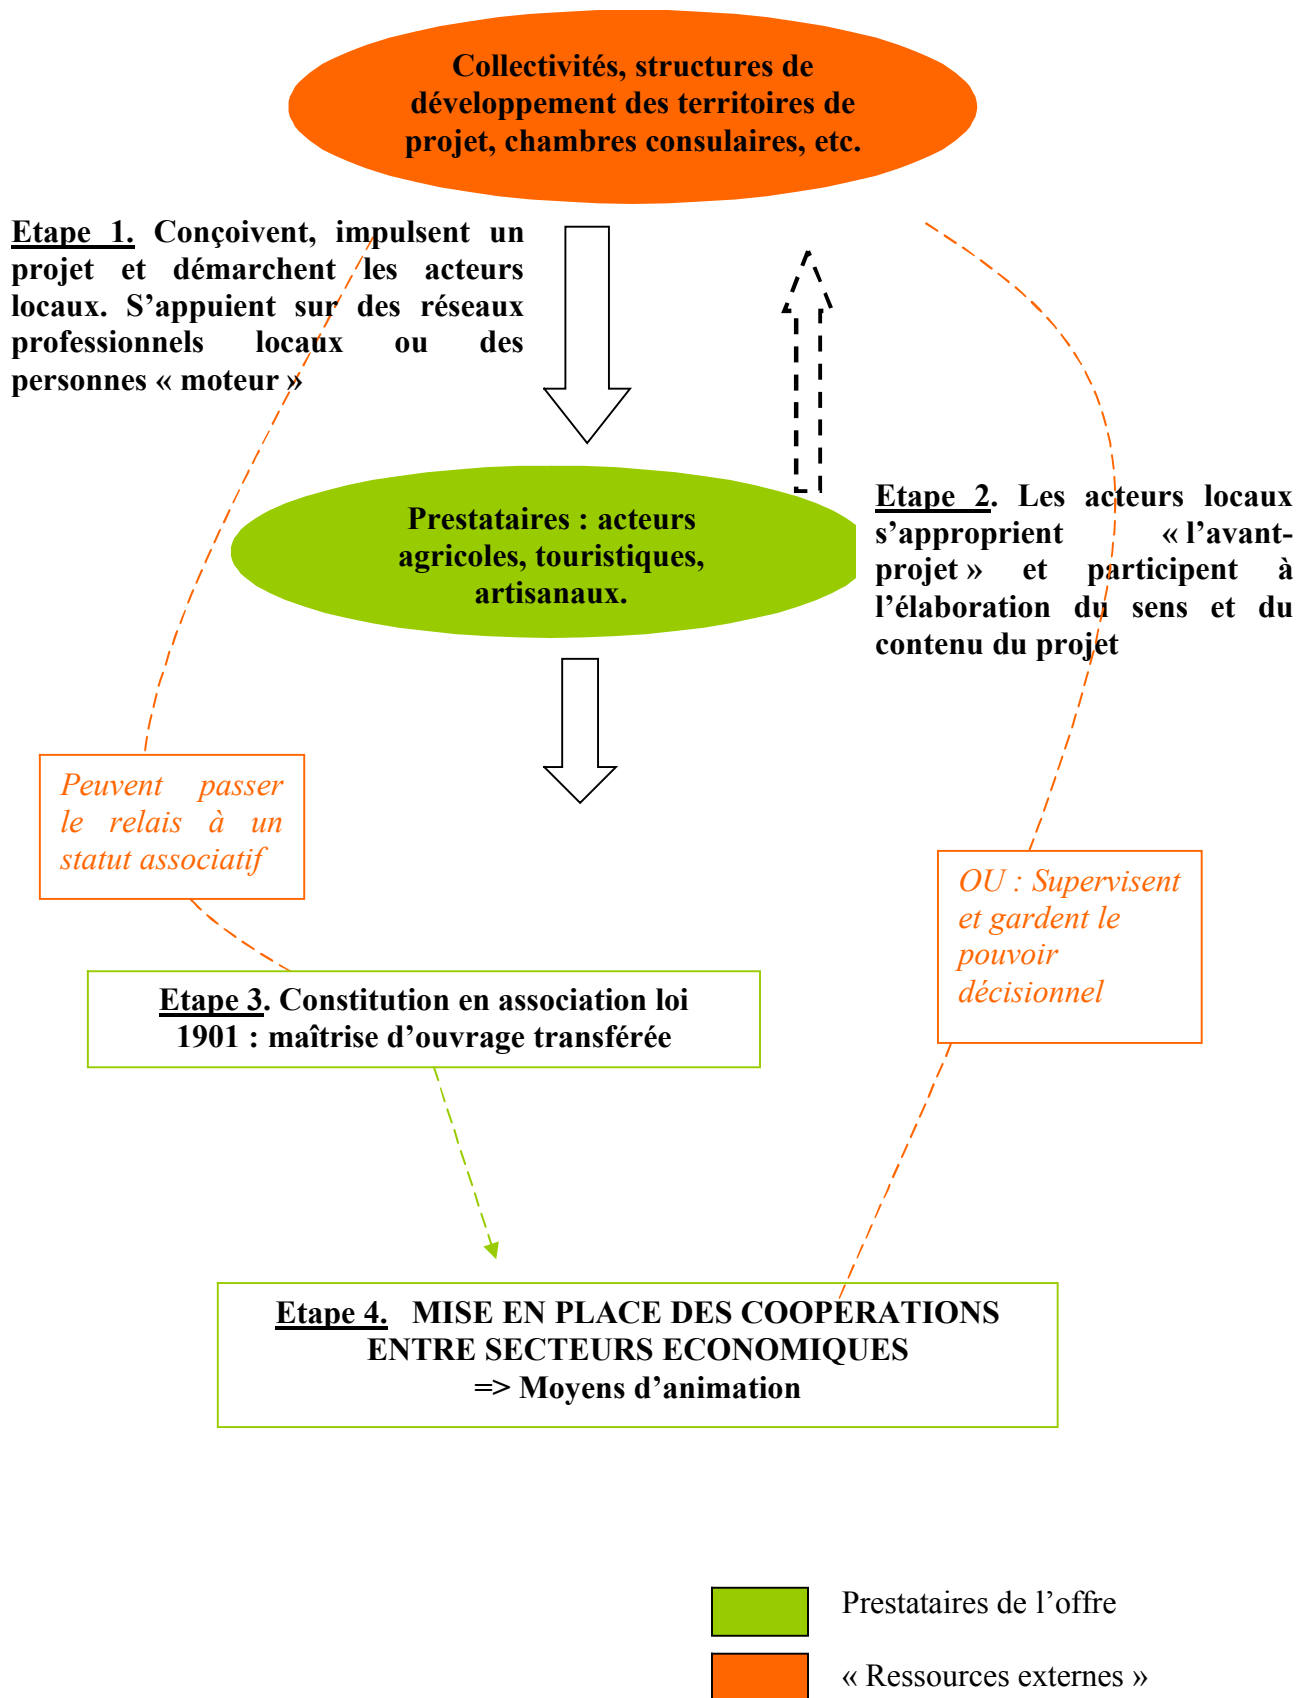 Collectivités, structures de
développement des territoires de
projet, chambres consulaires, etc.
Etape 1. Conçoivent, impulsent un
projet et démarchent les acteurs
locaux. S’appuient sur des réseaux
professionnels locaux ou des
personnes « moteur »
Prestataires : acteurs
agricoles, touristiques,
artisanaux.
Etape 2. Les acteurs locaux
s’approprient « l’avant-
projet » et participent à
l’élaboration du sens et du
contenu du projet
Peuvent passer
le relais à un
statut associatif
OU : Supervisent
et gardent le
pouvoir
décisionnel
Etape 3. Constitution en association loi
1901 : maîtrise d’ouvrage transférée
Etape 4. MISE EN PLACE DES COOPERATIONS
ENTRE SECTEURS ECONOMIQUES
=> Moyens d’animation
Prestataires de l’offre
« Ressources externes »